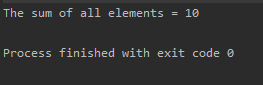 The sum of all elements = 10
Process finished with exit code 0